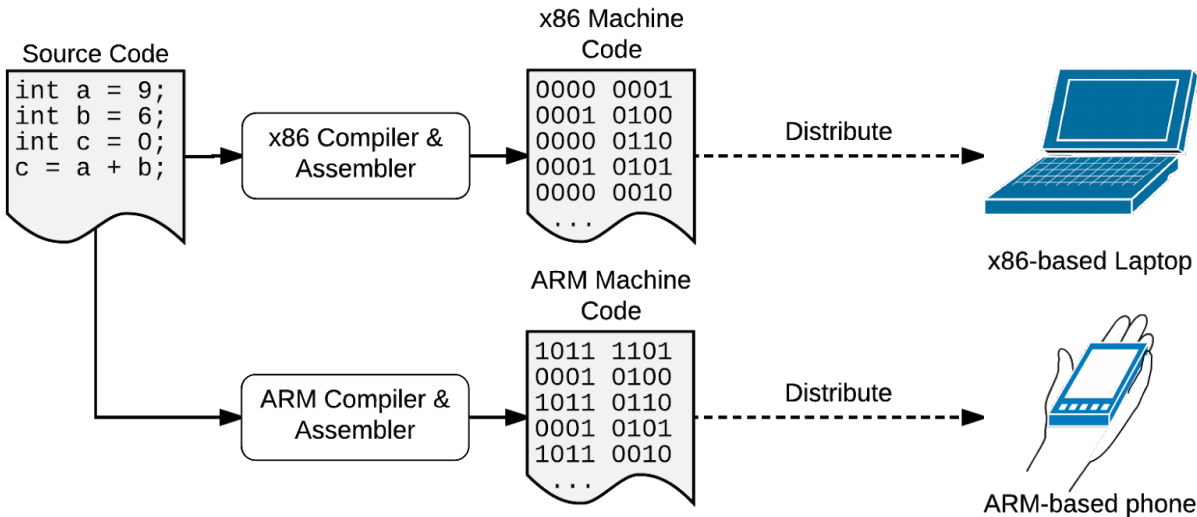 Source Code
int a = 9;
int b = 6;
int c = 0;
c = a + b;
x86 Compiler &
Assembler
x86 Machine
Code
0000 0001
0001 0100
0000 0110
0001 0101
0000 0010
...
Distribute
x86-based Laptop
ARM Compiler &
Assembler
ARM Machine
Code
1011 1101
0001 0100
1011 0110
0001 0101
1011 0010
...
Distribute
ARM-based phone